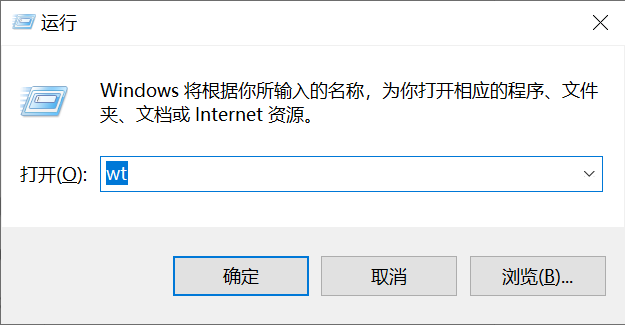 运行
Windows 将根据你所输入的名称，为你打开相应的程序、文件
夹、文档或 Internet 资源。
打开(O): wt
确定 取消 浏览(B)...